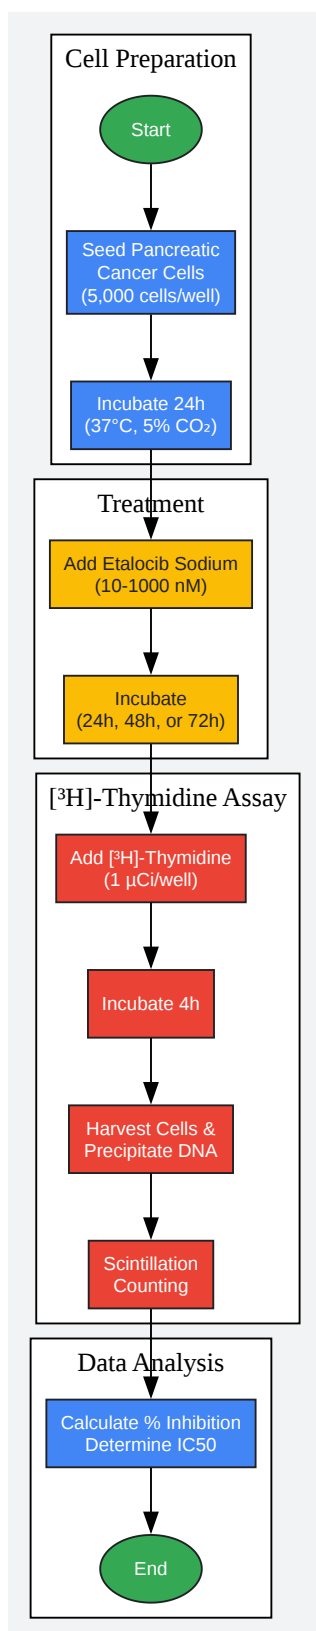 Cell Preparation
Start
Seed Pancreatic
Cancer Cells
(5,000 cells/well)
Incubate 24h
(37°C, 5% CO₂)
Treatment
Add Etalocib Sodium
(10-1000 nM)
Incubate
(24h, 48h, or 72h)
[³H]-Thymidine Assay
Add [³H]-Thymidine
(1 µCi/well)
Incubate 4h
Harvest Cells &
Precipitate DNA
Scintillation
Counting
Data Analysis
Calculate % Inhibition
Determine IC50
End